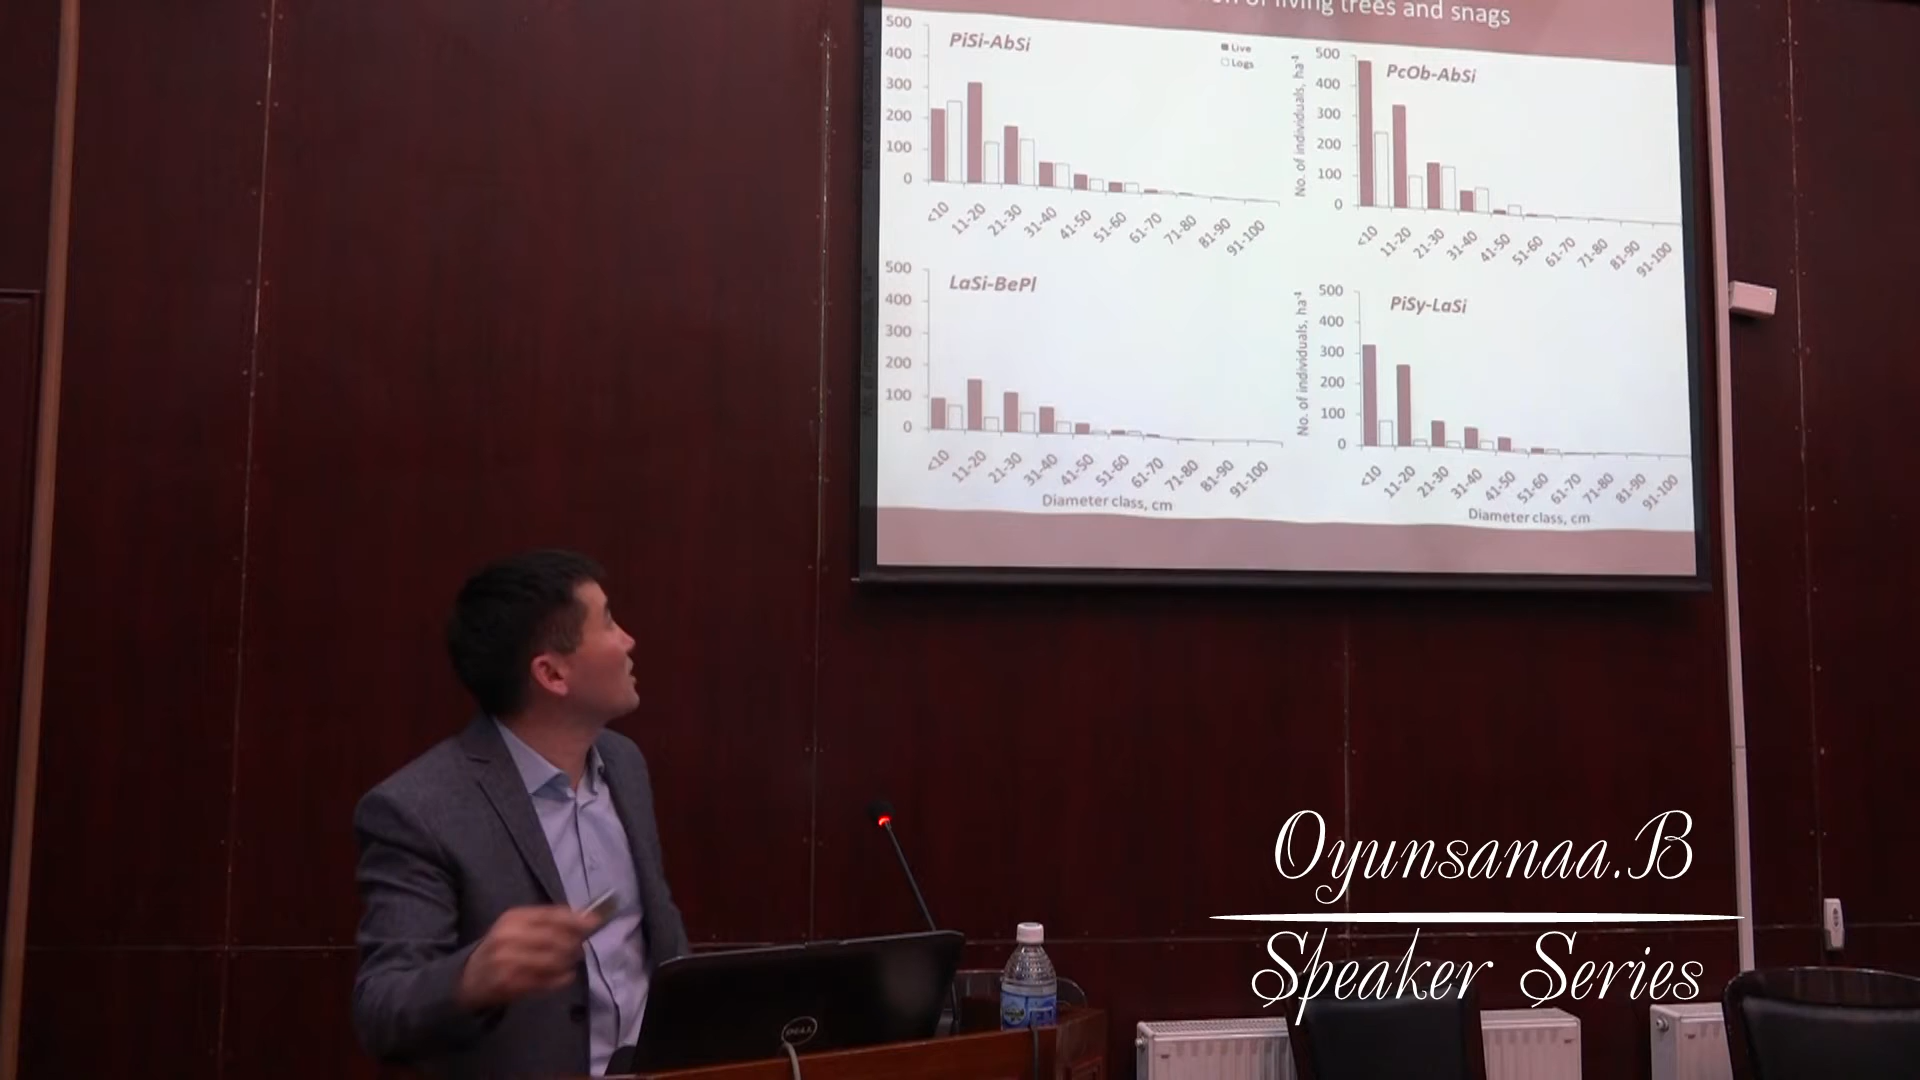 of living trees and snags
PiSi-AbSi
Live
Logs
500
400
300
200
100
0
<10 11-20 21-30 31-40 41-50 51-60 61-70 71-80 81-90 91-100
PcOb-AbSi
No. of individuals, ha⁻¹
500
400
300
200
100
0
<10 11-20 21-30 31-40 41-50 51-60 61-70 71-80 81-90 91-100
LaSi-BePl
500
400
300
200
100
0
<10 11-20 21-30 31-40 41-50 51-60 61-70 71-80 81-90 91-100
Diameter class, cm
PiSy-LaSi
No. of individuals, ha⁻¹
500
400
300
200
100
0
<10 11-20 21-30 31-40 41-50 51-60 61-70 71-80 81-90 91-100
Diameter class, cm
DELL
Oyunsanaa.B
Speaker Series